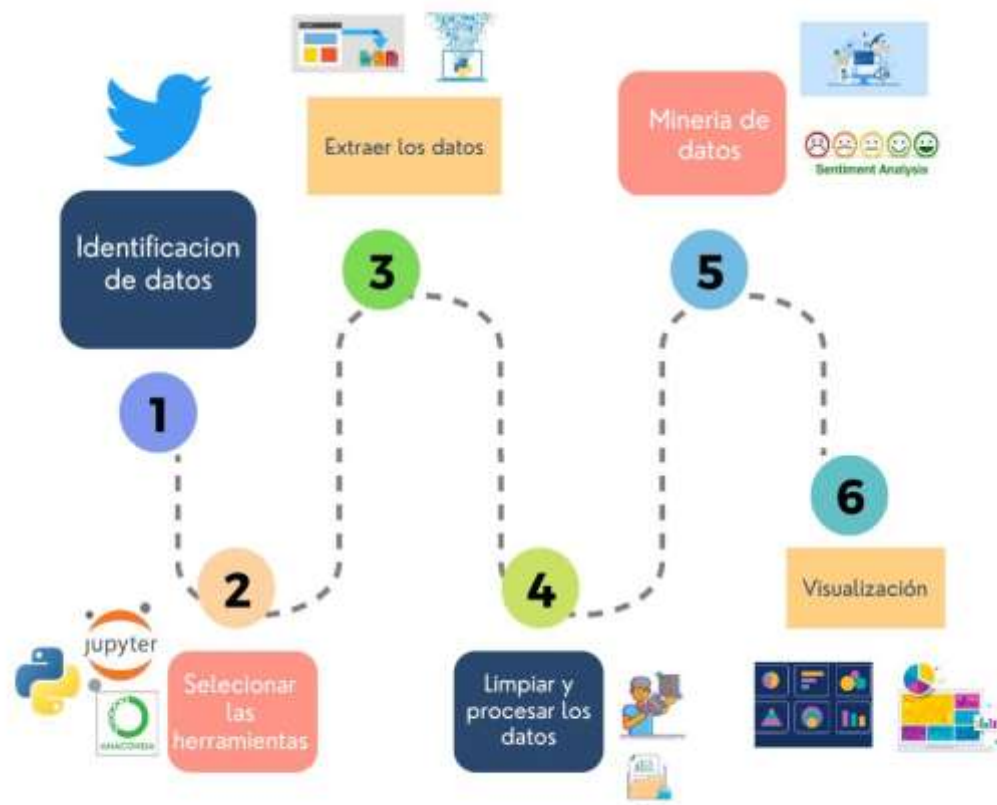 Identificacion
de datos
1
jupyter
ANACONDA
2
Selecionar
las
herramientas
Extraer los datos
3
4
Limpiar y
procesar los
datos
Mineria de
datos
Sentiment Analysis
5
6
Visualización